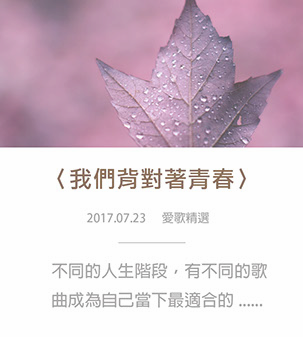 〈我們背對著青春〉
2017.07.23 愛歌精選
不同的人生階段，有不同的歌
曲成為自己當下最適合的 ......